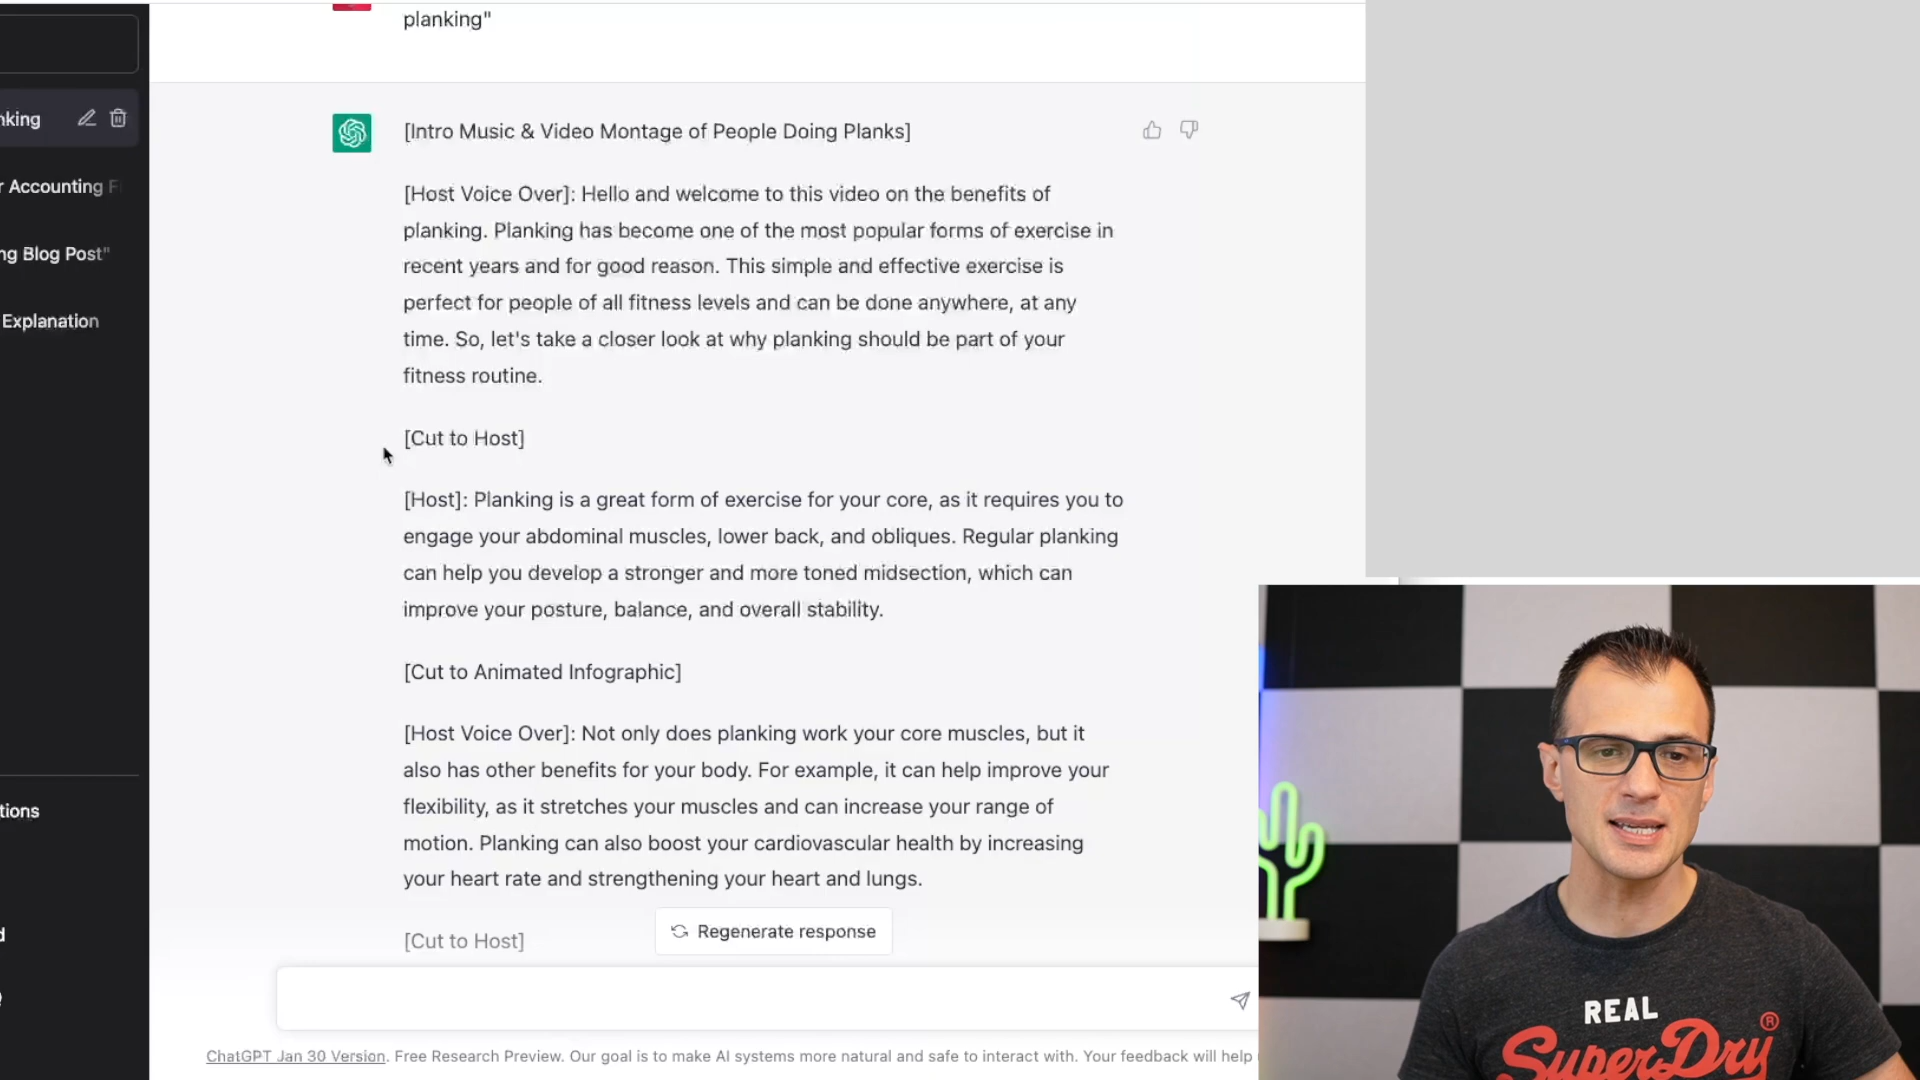 planking"
nking
r Accounting F
ng Blog Post"
Explanation
tions
d
[Intro Music & Video Montage of People Doing Planks]
[Host Voice Over]: Hello and welcome to this video on the benefits of
planking. Planking has become one of the most popular forms of exercise in
recent years and for good reason. This simple and effective exercise is
perfect for people of all fitness levels and can be done anywhere, at any
time. So, let's take a closer look at why planking should be part of your
fitness routine.
[Cut to Host]
[Host]: Planking is a great form of exercise for your core, as it requires you to
engage your abdominal muscles, lower back, and obliques. Regular planking
can help you develop a stronger and more toned midsection, which can
improve your posture, balance, and overall stability.
[Cut to Animated Infographic]
[Host Voice Over]: Not only does planking work your core muscles, but it
also has other benefits for your body. For example, it can help improve your
flexibility, as it stretches your muscles and can increase your range of
motion. Planking can also boost your cardiovascular health by increasing
your heart rate and strengthening your heart and lungs.
[Cut to Host]
Regenerate response
ChatGPT Jan 30 Version. Free Research Preview. Our goal is to make AI systems more natural and safe to interact with. Your feedback will help
REAL
SuperDry®